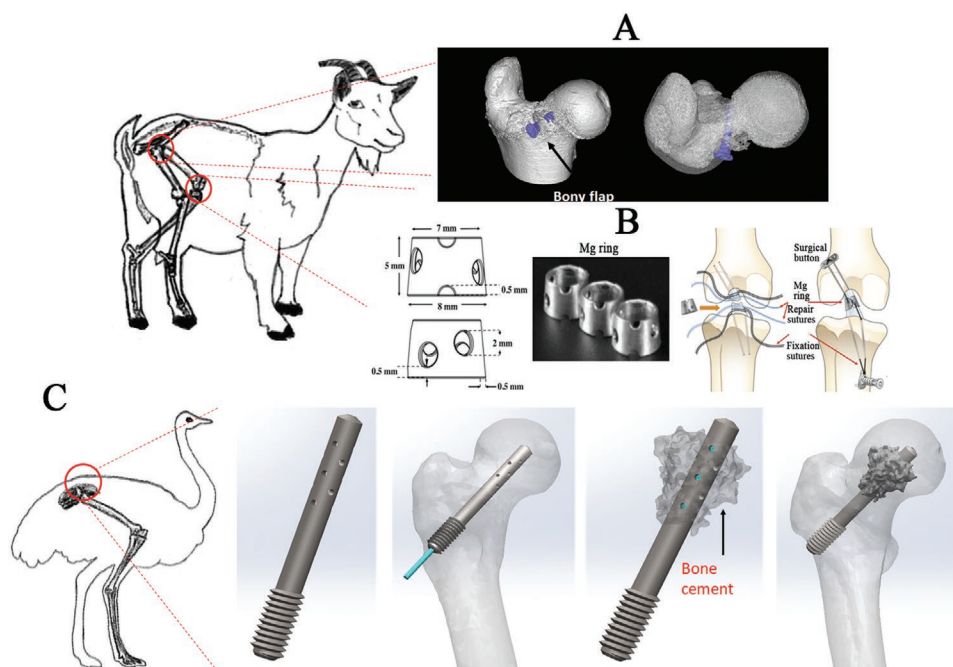 A
Bony flap
B
7 mm
5 mm
0.5 mm
8 mm
2 mm
0.5 mm
0.5 mm
Mg ring
Surgical
button
Mg
ring
Repair
sutures
Fixation
sutures
C
Bone
cement